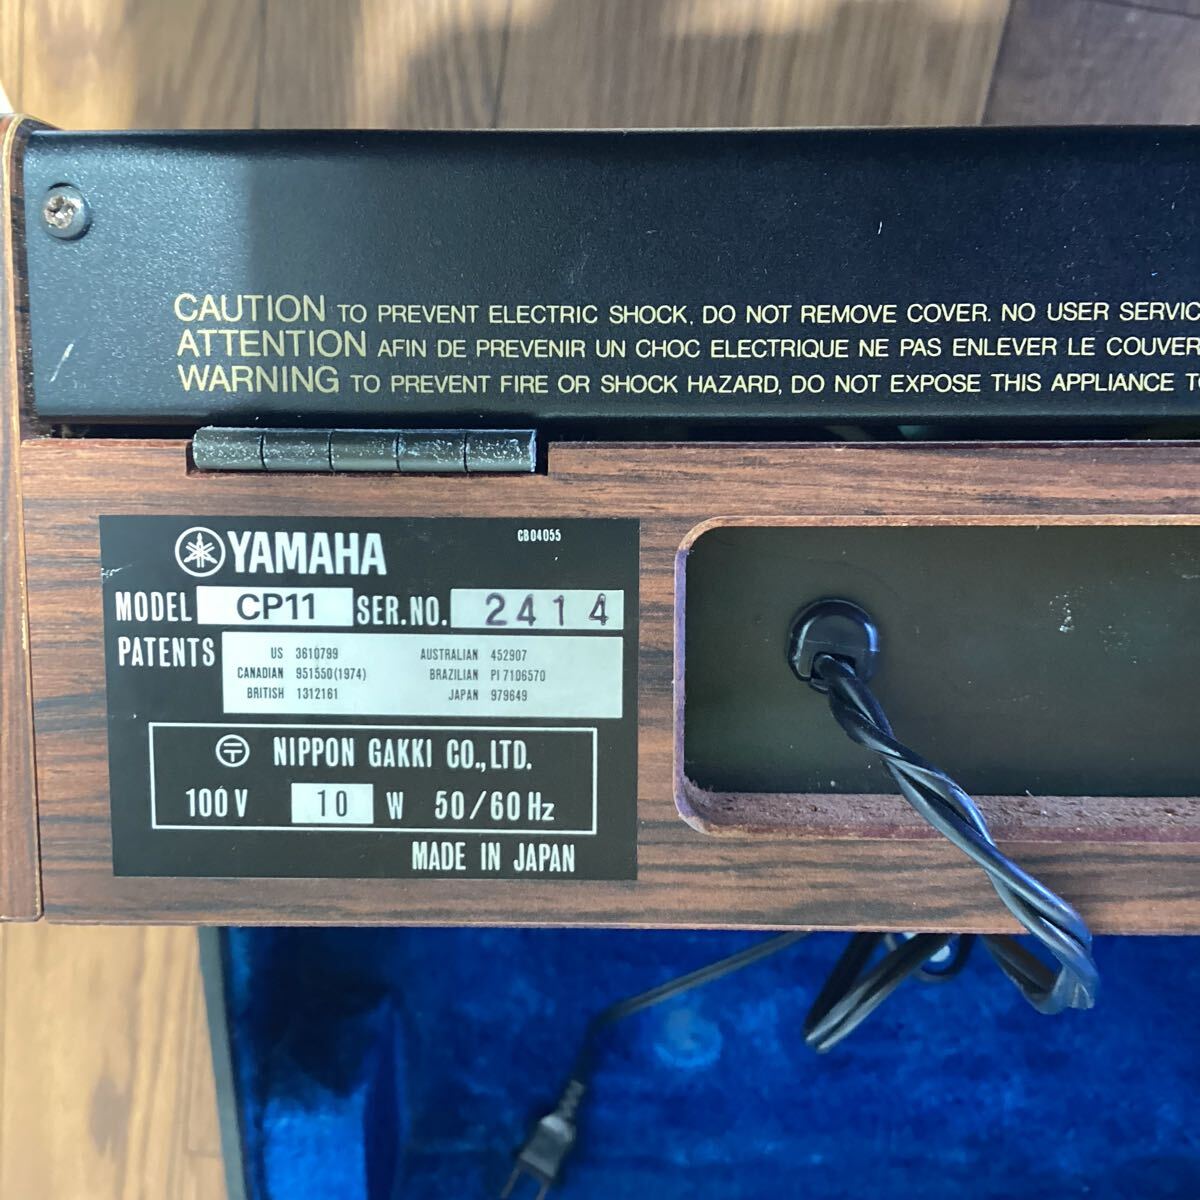 CAUTION TO PREVENT ELECTRIC SHOCK, DO NOT REMOVE COVER. NO USER SERVIC
ATTENTION AFIN DE PREVENIR UN CHOC ELECTRIQUE NE PAS ENLEVER LE COUVER
WARNING TO PREVENT FIRE OR SHOCK HAZARD, DO NOT EXPOSE THIS APPLIANCE TO
YAMAHA CB04055
MODEL CP11 SER.NO. 2414
PATENTS
US 3610799 AUSTRALIAN 452907
CANADIAN 951550(1974) BRAZILIAN PI 7106570
BRITISH 1312161 JAPAN 979649
〒 NIPPON GAKKI CO.,LTD.
100V 10 W 50/60Hz
MADE IN JAPAN